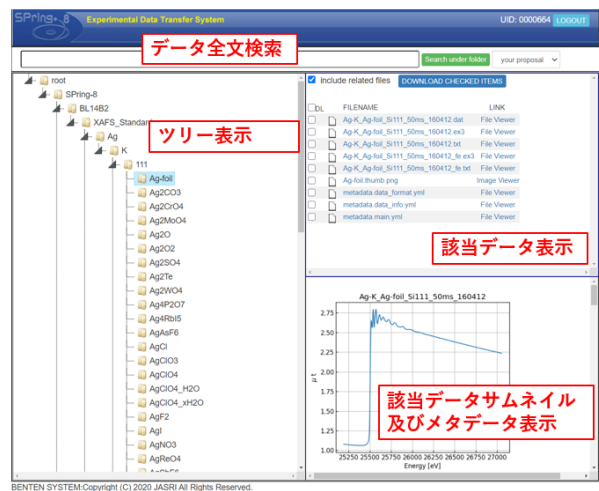 SPring-8
Experimental Data Transfer System
UID: 0000664 LOGOUT
データ全文検索
Search under folder
your proposal
root
SPring-8
BL14B2
XAFS_Standard
ツリー表示
Ag
K
111
Ag-foil
Ag2CO3
Ag2CrO4
Ag2MoO4
Ag2O
Ag2O2
Ag2SO4
Ag2Te
Ag2WO4
Ag4P2O7
Ag4RbI5
AgAsF6
AgCl
AgClO3
AgClO4
AgClO4_H2O
AgClO4_xH2O
AgF2
AgI
AgNO3
AgReO4
include related files DOWNLOAD CHECKED ITEMS
DL FILENAME LINK
Ag-K_Ag-foil_Si111_50ms_160412.dat File Viewer
Ag-K_Ag-foil_Si111_50ms_160412.ex3 File Viewer
Ag-K_Ag-foil_Si111_50ms_160412.txt File Viewer
Ag-K_Ag-foil_Si111_50ms_160412_fe.ex3 File Viewer
Ag-K_Ag-foil_Si111_50ms_160412_fe.txt File Viewer
Ag-foil.thumb.png Image Viewer
metadata.data_format.yml File Viewer
metadata.data_info.yml File Viewer
metadata.main.yml File Viewer
該当データ表示
Ag-K_Ag-foil_Si111_50ms_160412
2.75
2.50
2.25
2.00
μt
1.75
1.50
1.25
1.00
該当データサムネイル
及びメタデータ表示
25250 25500 25750 26000 26250 26500 26750 27000
Energy [eV]
BENTEN SYSTEM:Copyright (C) 2020 JASRI All Rights Reserved.